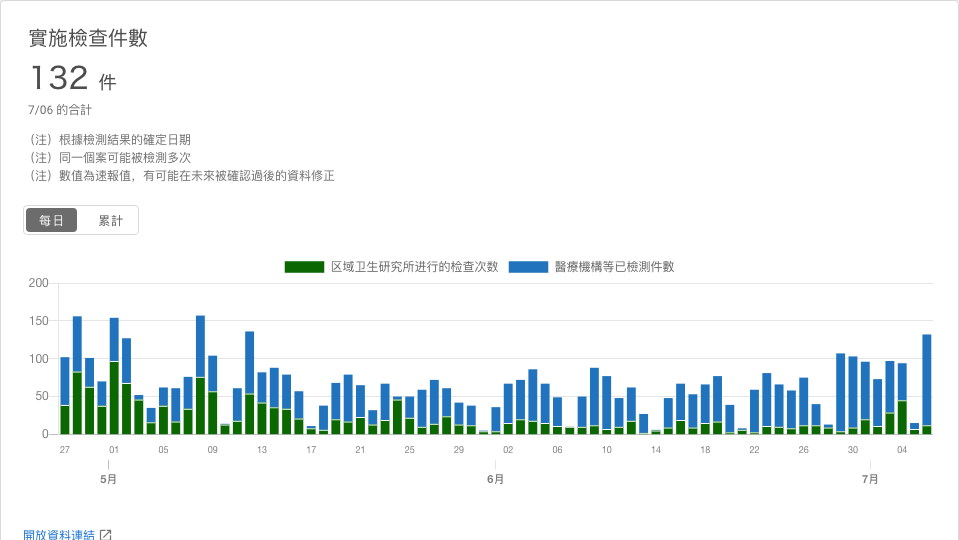 實施檢查件數
132 件
7/06 的合計
（注）根據檢測結果的確定日期
（注）同一個案可能被檢測多次
（注）數值為速報值，有可能在未來被確認過後的資料修正
每日 累計
区域卫生研究所进行的检查次数 醫療機構等已檢測件數
200
150
100
50
0
27 01 05 09 13 17 21 25 29 02 06 10 14 18 22 26 30 04
5月 6月 7月
開放資料連結